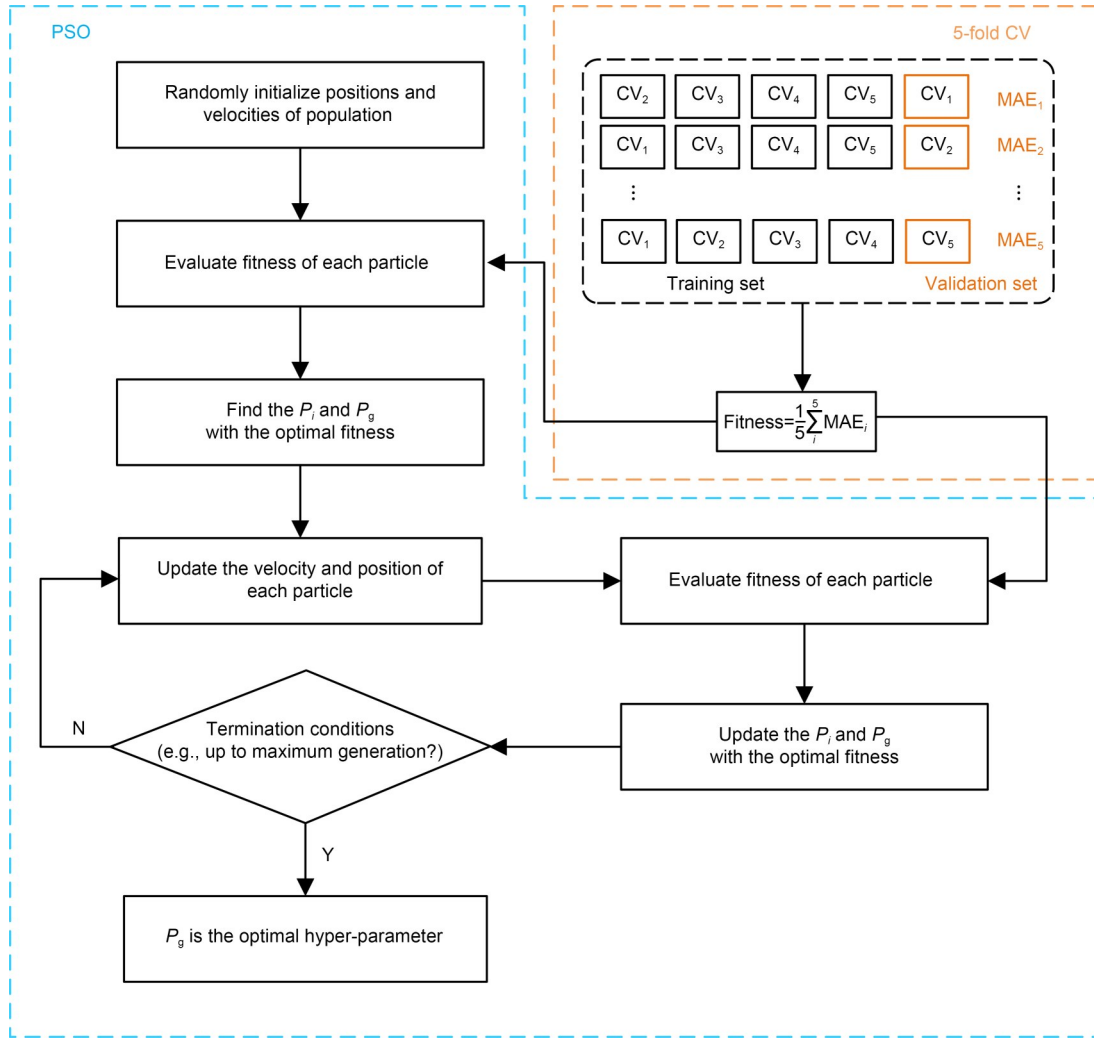 PSO
5-fold CV
Randomly initialize positions and
velocities of population
CV₂ CV₃ CV₄ CV₅ CV₁ MAE₁
CV₁ CV₃ CV₄ CV₅ CV₂ MAE₂
⋮ ⋮
CV₁ CV₂ CV₃ CV₄ CV₅ MAE₅
Training set Validation set
Evaluate fitness of each particle
Find the Pᵢ and P_g
with the optimal fitness
Fitness=1/5 ∑ᵢ⁵ MAEᵢ
Update the velocity and position of
each particle
Evaluate fitness of each particle
Update the Pᵢ and P_g
with the optimal fitness
N
Termination conditions
(e.g., up to maximum generation?)
Y
P_g is the optimal hyper-parameter